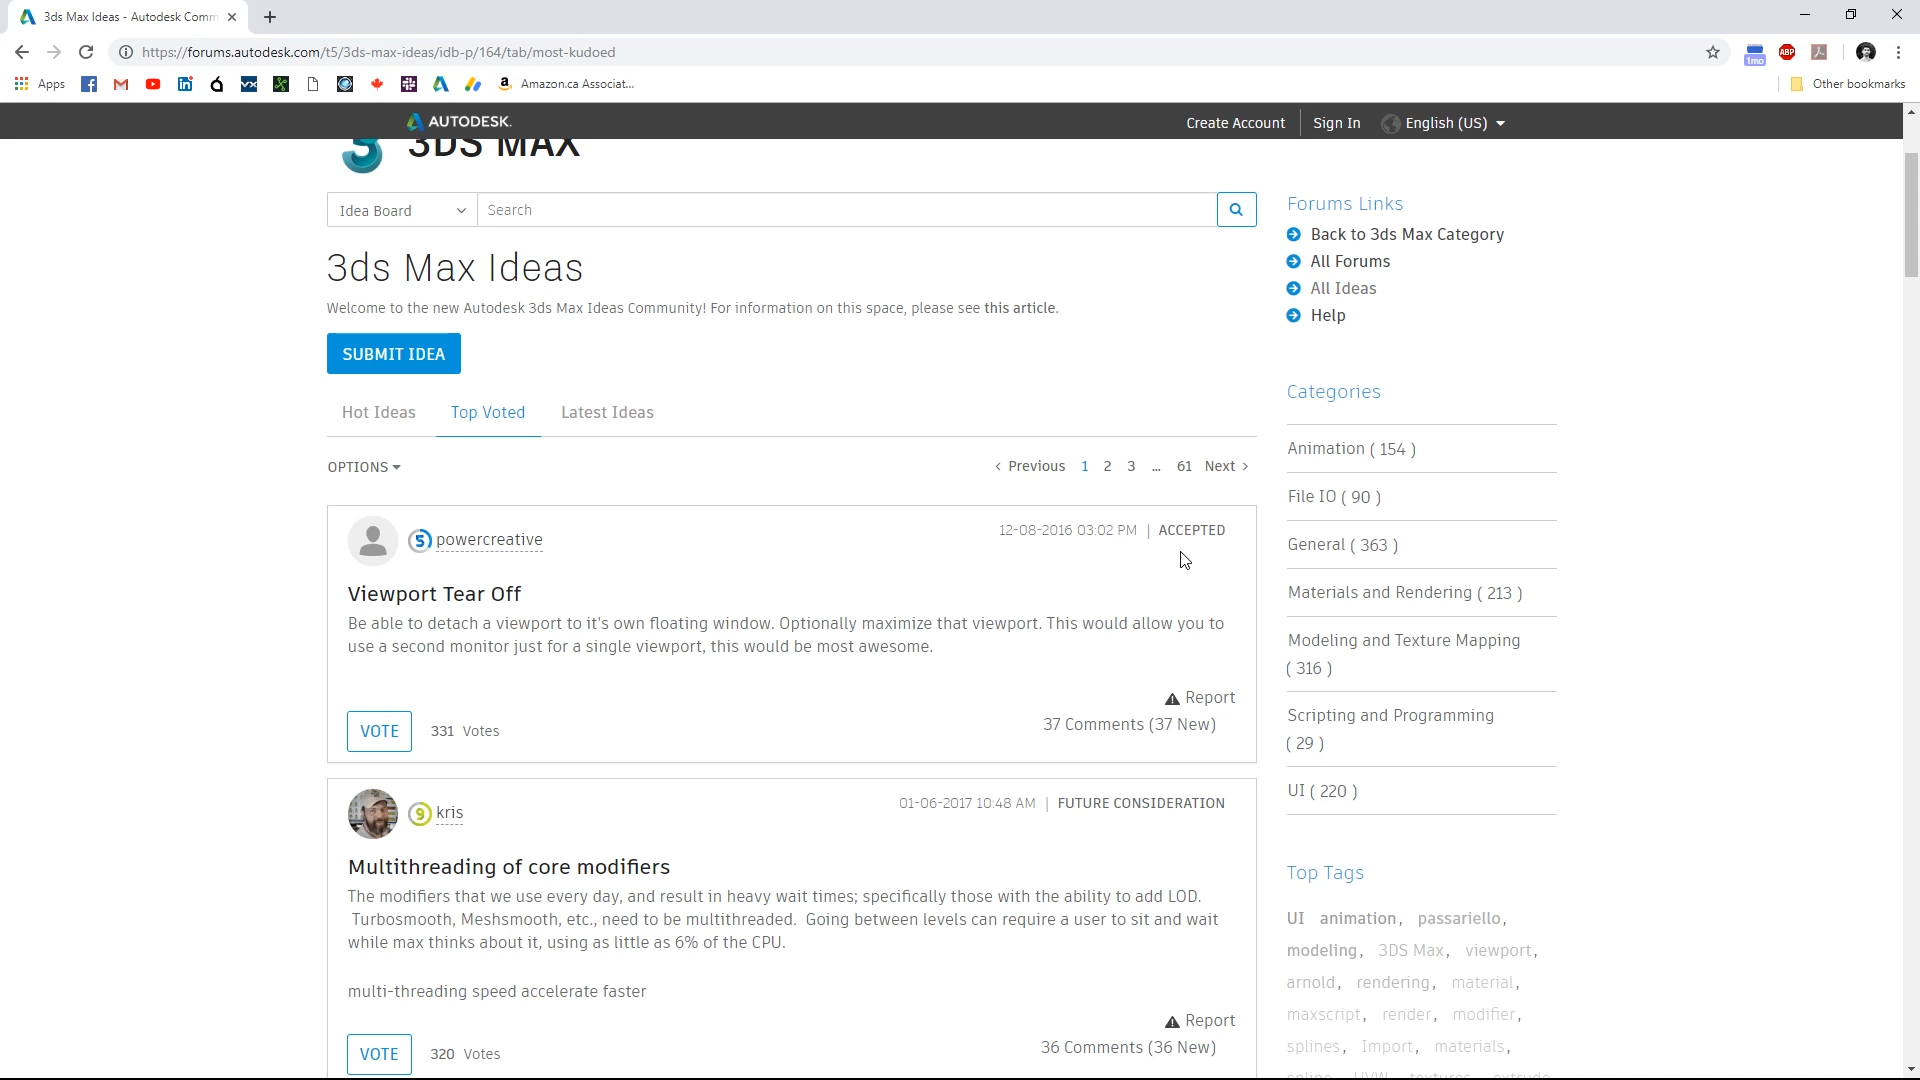 3ds Max Ideas - Autodesk Comm
https://forums.autodesk.com/t5/3ds-max-ideas/idb-p/164/tab/most-kudoed
1mo
ABP
Apps
Amazon.ca Associat...
Other bookmarks
AUTODESK.
Create Account
Sign In
English (US)
3DS MAX
Idea Board
Search
3ds Max Ideas
Welcome to the new Autodesk 3ds Max Ideas Community! For information on this space, please see this article.
SUBMIT IDEA
Hot Ideas
Top Voted
Latest Ideas
OPTIONS
‹ Previous 1 2 3 … 61 Next ›
5 powercreative
12-08-2016 03:02 PM | ACCEPTED
Viewport Tear Off
Be able to detach a viewport to it's own floating window. Optionally maximize that viewport. This would allow you to
use a second monitor just for a single viewport, this would be most awesome.
Report
VOTE
331 Votes
37 Comments (37 New)
9 kris
01-06-2017 10:48 AM | FUTURE CONSIDERATION
Multithreading of core modifiers
The modifiers that we use every day, and result in heavy wait times; specifically those with the ability to add LOD.
Turbosmooth, Meshsmooth, etc., need to be multithreaded. Going between levels can require a user to sit and wait
while max thinks about it, using as little as 6% of the CPU.
multi-threading speed accelerate faster
Report
VOTE
320 Votes
36 Comments (36 New)
Forums Links
Back to 3ds Max Category
All Forums
All Ideas
Help
Categories
Animation ( 154 )
File IO ( 90 )
General ( 363 )
Materials and Rendering ( 213 )
Modeling and Texture Mapping
( 316 )
Scripting and Programming
( 29 )
UI ( 220 )
Top Tags
UI animation, passariello,
modeling, 3DS Max, viewport,
arnold, rendering, material,
maxscript, render, modifier,
splines, Import, materials,
spline UVW textures extrude